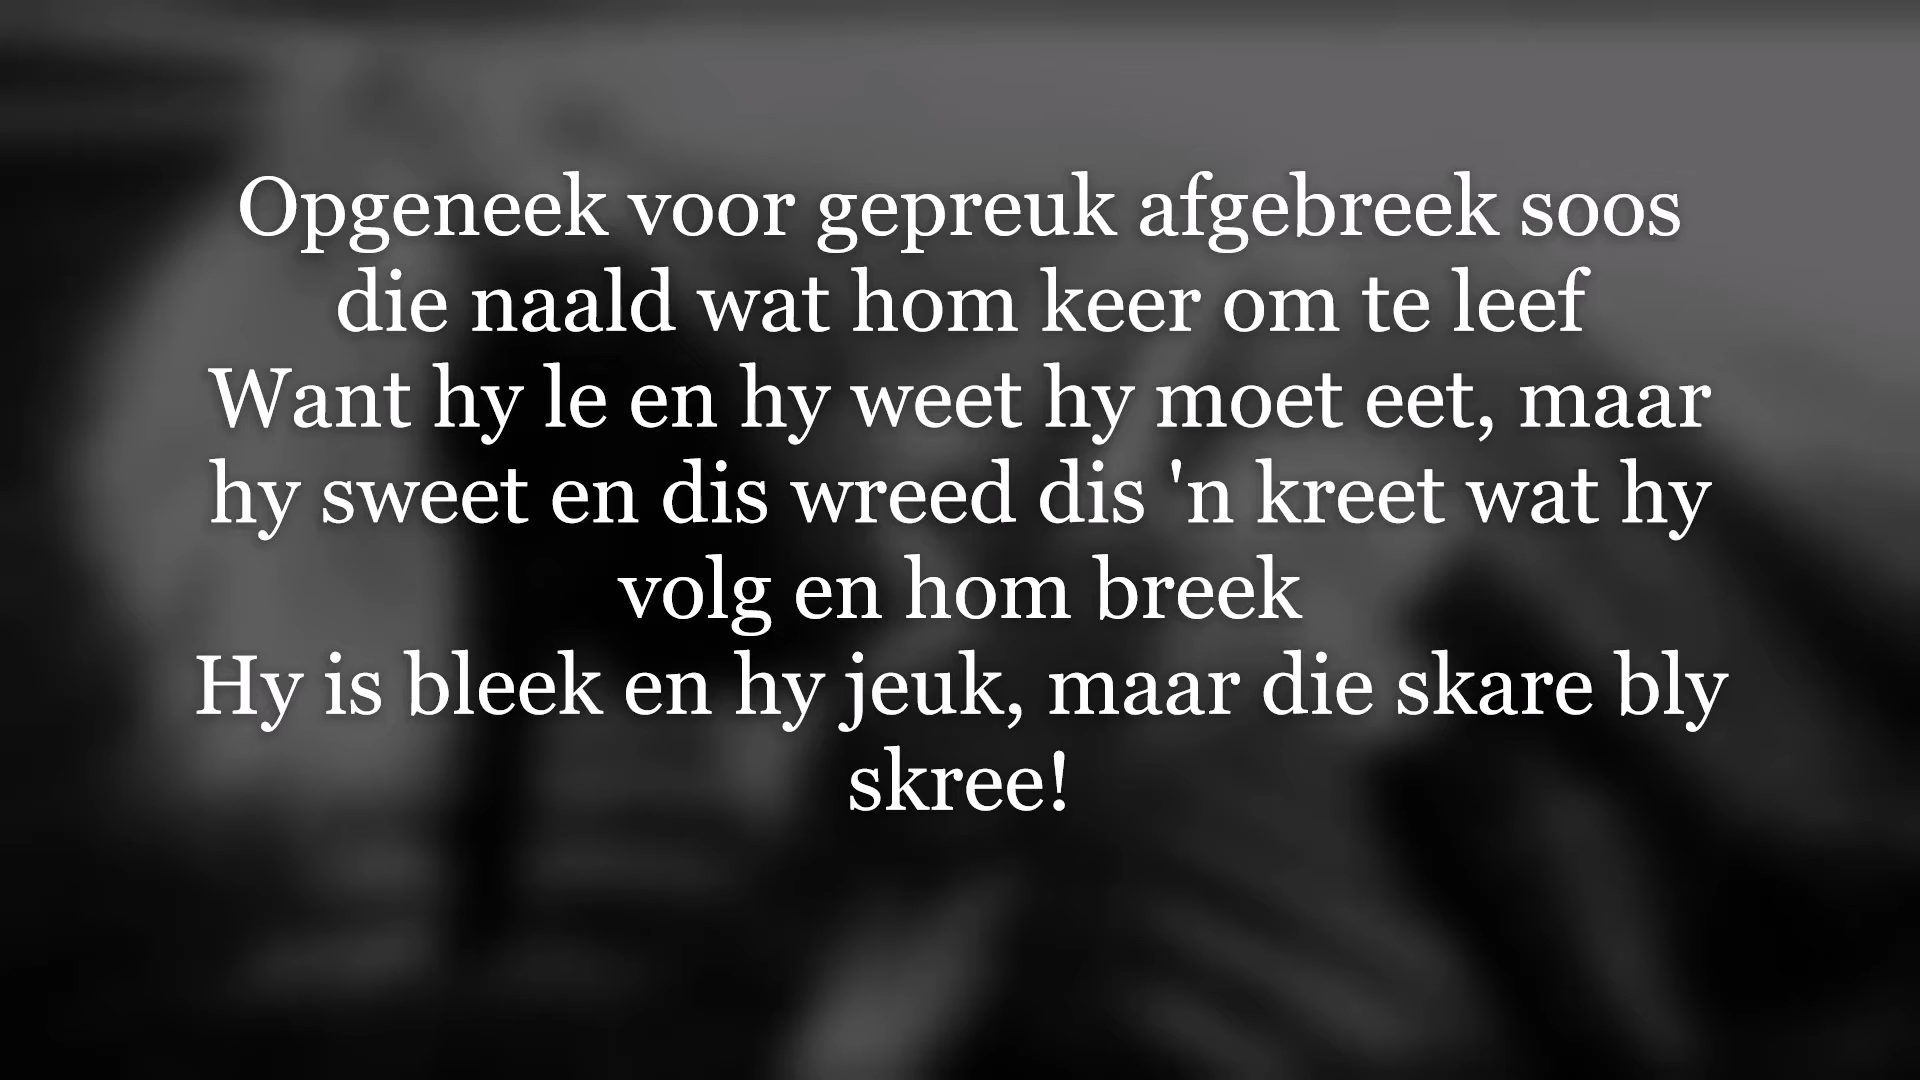 Opgeneek voor gepreuk afgebreek soos
die naald wat hom keer om te leef
Want hy le en hy weet hy moet eet, maar
hy sweet en dis wreed dis 'n kreet wat hy
volg en hom breek
Hy is bleek en hy jeuk, maar die skare bly
skree!